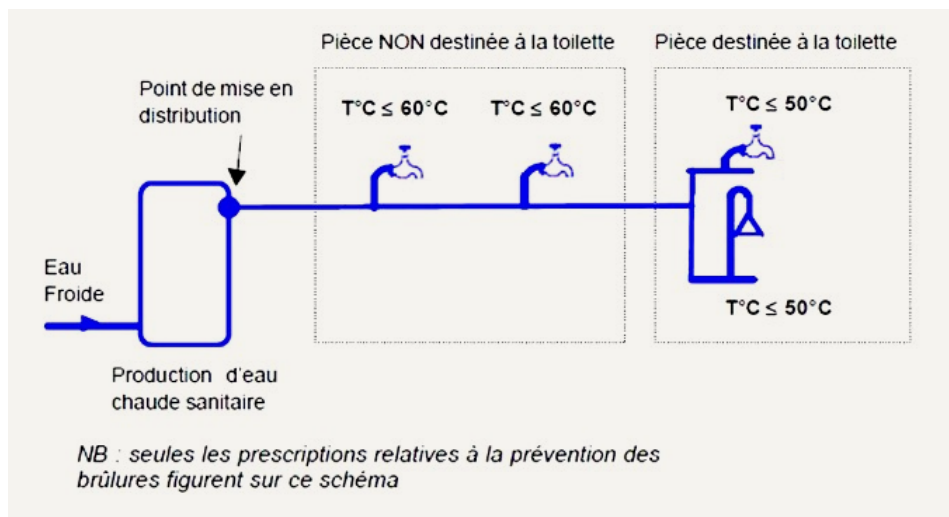 Pièce NON destinée à la toilette
Pièce destinée à la toilette
Point de mise en
distribution
T°C ≤ 60°C
T°C ≤ 60°C
T°C ≤ 50°C
Eau
Froide
T°C ≤ 50°C
Production d'eau
chaude sanitaire
NB : seules les prescriptions relatives à la prévention des
brûlures figurent sur ce schéma